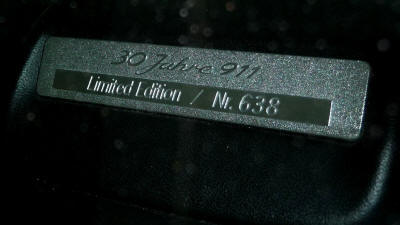 30 Jahre 911
Limited Edition / Nr. 638